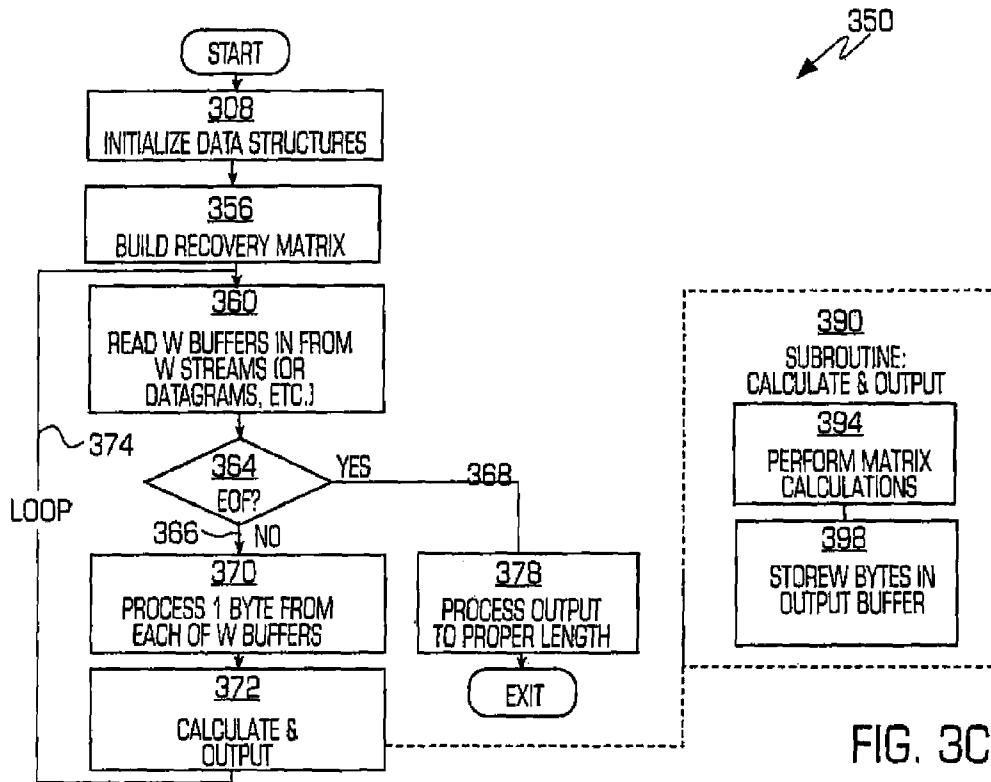 350
START
308
INITIALIZE DATA STRUCTURES
356
BUILD RECOVERY MATRIX
360
READ W BUFFERS IN FROM
W STREAMS (OR
DATAGRAMS, ETC.)
374
LOOP
364
EOF?
YES
368
366
NO
370
PROCESS 1 BYTE FROM
EACH OF W BUFFERS
372
CALCULATE &
OUTPUT
378
PROCESS OUTPUT
TO PROPER LENGTH
EXIT
390
SUBROUTINE:
CALCULATE & OUTPUT
394
PERFORM MATRIX
CALCULATIONS
398
STOREW BYTES IN
OUTPUT BUFFER
FIG. 3C